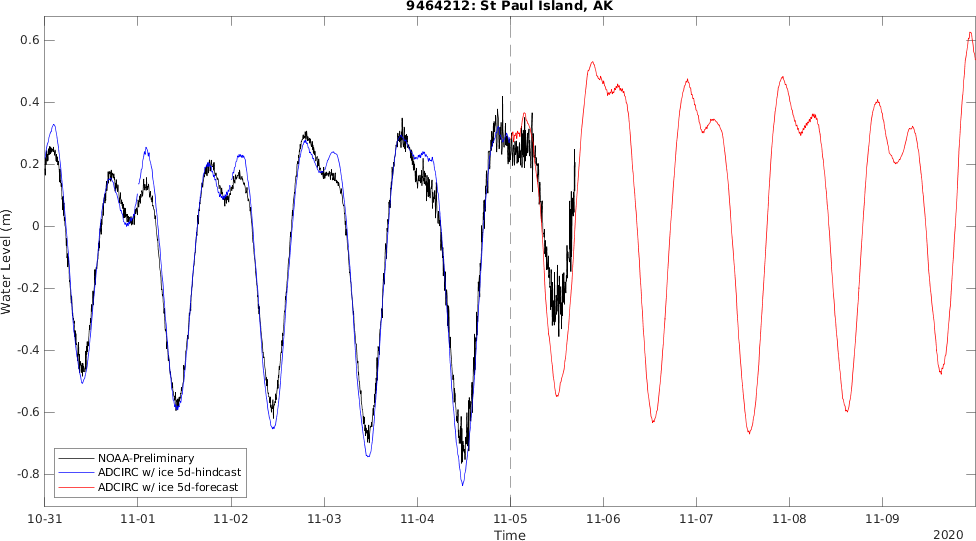 9464212: St Paul Island, AK
0.6
0.4
0.2
0
-0.2
-0.4
-0.6
-0.8
Water Level (m)
NOAA-Preliminary
ADCIRC w/ ice 5d-hindcast
ADCIRC w/ ice 5d-forecast
10-31 11-01 11-02 11-03 11-04 11-05 11-06 11-07 11-08 11-09
Time
2020